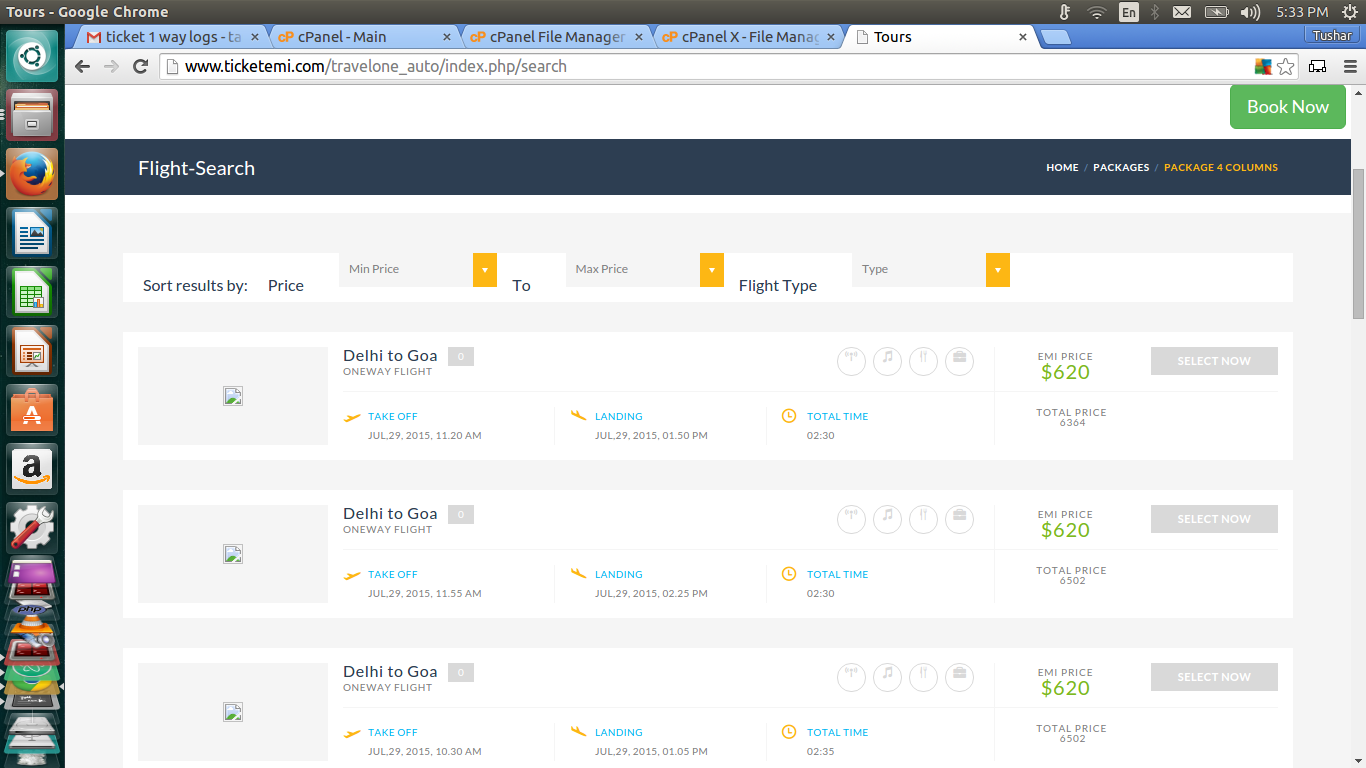 Tours - Google Chrome
En
5:33 PM
ticket 1 way logs - ta
cPanel - Main
cPanel File Manager
cPanel X - File Manag
Tours
Tushar
www.ticketemi.com/travelone_auto/index.php/search
Book Now
Flight-Search
HOME / PACKAGES / PACKAGE 4 COLUMNS
Sort results by: Price Min Price To Max Price Flight Type Type
Delhi to Goa 0
ONEWAY FLIGHT
EMI PRICE
$620
SELECT NOW
TAKE OFF
JUL,29, 2015, 11.20 AM
LANDING
JUL,29, 2015, 01.50 PM
TOTAL TIME
02:30
TOTAL PRICE
6364
Delhi to Goa 0
ONEWAY FLIGHT
EMI PRICE
$620
SELECT NOW
TAKE OFF
JUL,29, 2015, 11.55 AM
LANDING
JUL,29, 2015, 02.25 PM
TOTAL TIME
02:30
TOTAL PRICE
6502
Delhi to Goa 0
ONEWAY FLIGHT
EMI PRICE
$620
SELECT NOW
TAKE OFF
JUL,29, 2015, 10.30 AM
LANDING
JUL,29, 2015, 01.05 PM
TOTAL TIME
02:35
TOTAL PRICE
6502